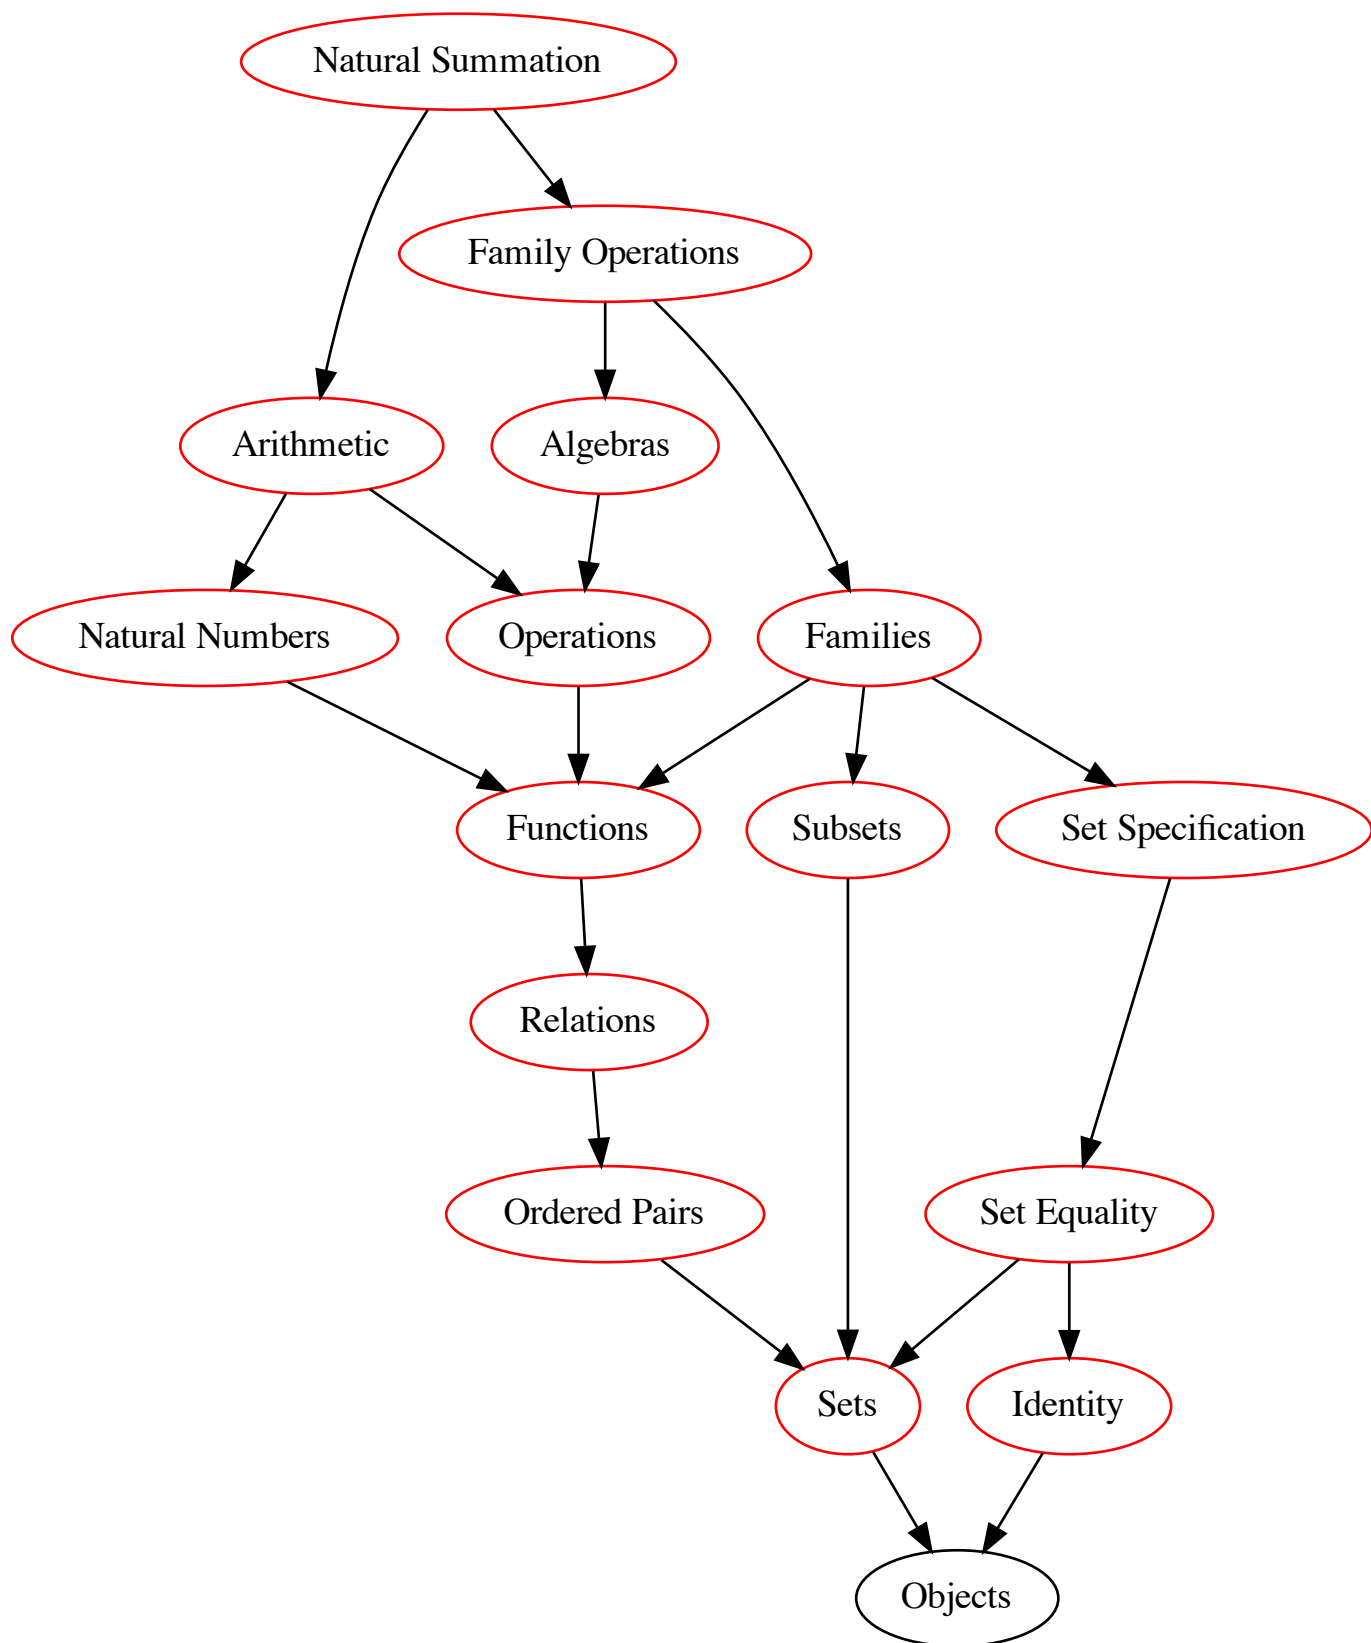 Natural Summation
Family Operations
Arithmetic
Algebras
Natural Numbers
Operations
Families
Functions
Subsets
Set Specification
Relations
Ordered Pairs
Set Equality
Sets
Identity
Objects